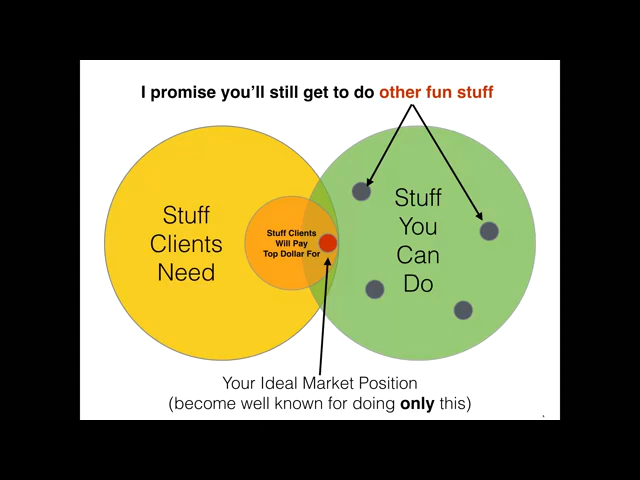 I promise you'll still get to do other fun stuff
Stuff
Clients
Need
Stuff Clients
Will Pay
Top Dollar For
Stuff
You
Can
Do
Your Ideal Market Position
(become well known for doing only this)